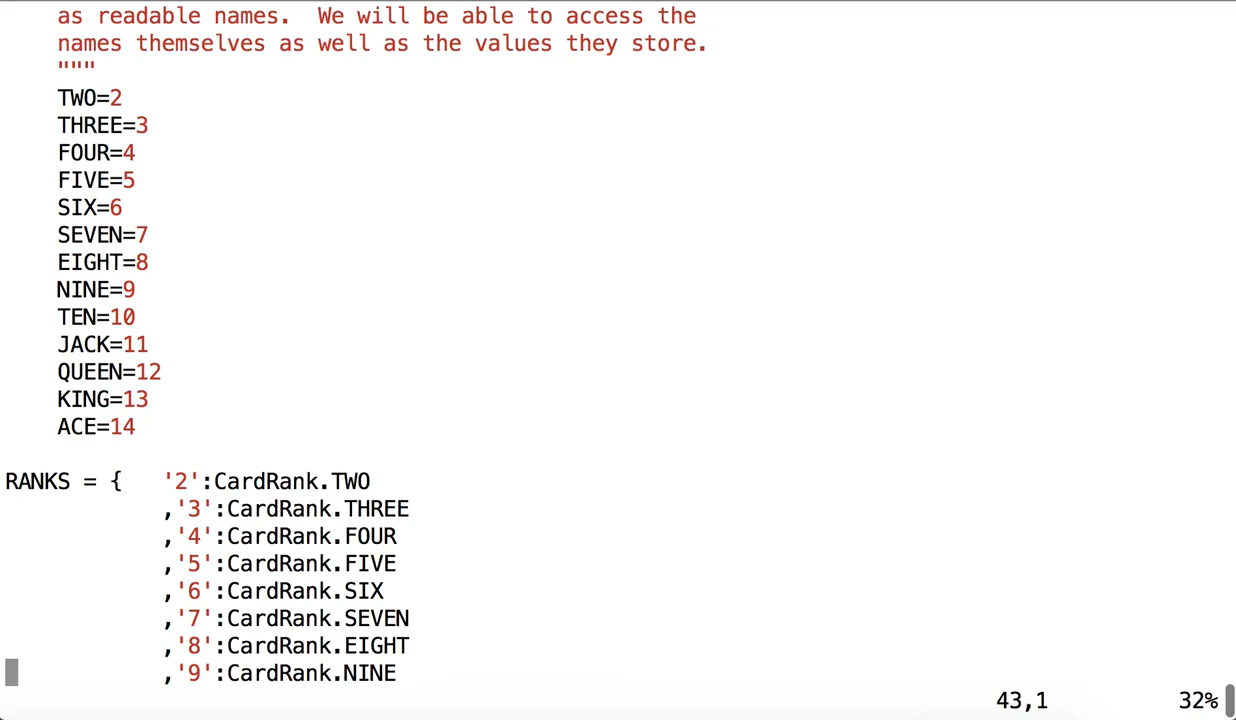 as readable names.  We will be able to access the
names themselves as well as the values they store.
"""
TWO=2
THREE=3
FOUR=4
FIVE=5
SIX=6
SEVEN=7
EIGHT=8
NINE=9
TEN=10
JACK=11
QUEEN=12
KING=13
ACE=14
RANKS = {   '2':CardRank.TWO
,'3':CardRank.THREE
,'4':CardRank.FOUR
,'5':CardRank.FIVE
,'6':CardRank.SIX
,'7':CardRank.SEVEN
,'8':CardRank.EIGHT
,'9':CardRank.NINE
43,1 32%